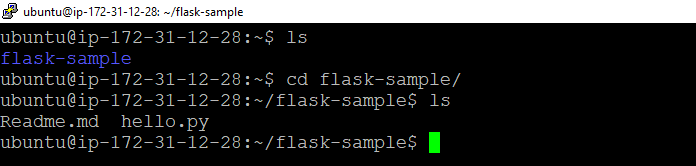 ubuntu@ip-172-31-12-28: ~/flask-sample
ubuntu@ip-172-31-12-28:~$ ls
flask-sample
ubuntu@ip-172-31-12-28:~$ cd flask-sample/
ubuntu@ip-172-31-12-28:~/flask-sample$ ls
Readme.md  hello.py
ubuntu@ip-172-31-12-28:~/flask-sample$